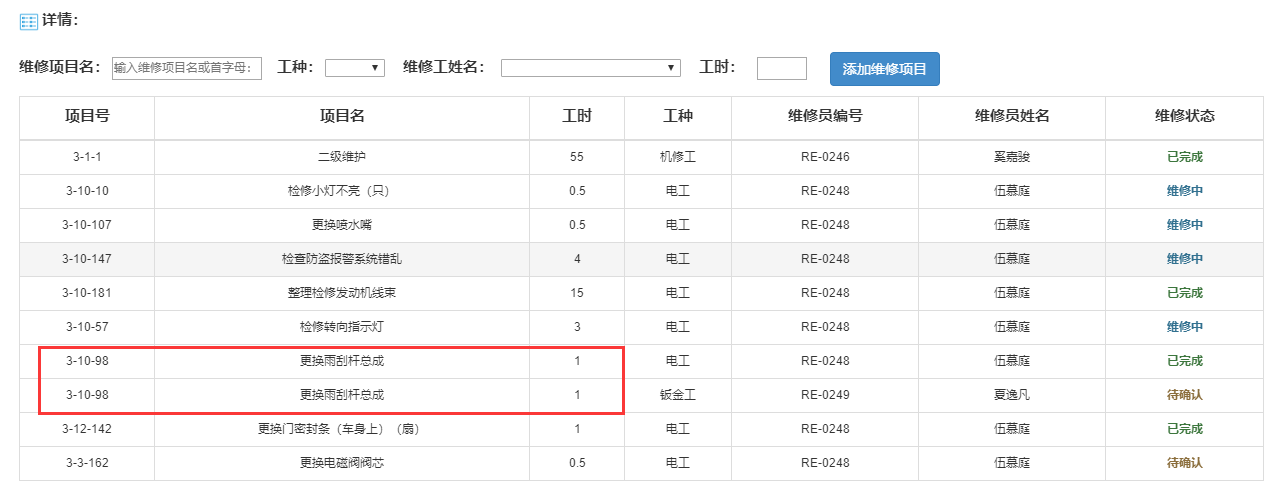 详情：
维修项目名： 输入维修项目名或首字母： 工种： 维修工姓名： 工时： 添加维修项目
项目号 项目名 工时 工种 维修员编号 维修员姓名 维修状态
3-1-1 二级维护 55 机修工 RE-0246 奚嘉骏 已完成
3-10-10 检修小灯不亮（只） 0.5 电工 RE-0248 伍慕庭 维修中
3-10-107 更换喷水嘴 0.5 电工 RE-0248 伍慕庭 维修中
3-10-147 检查防盗报警系统错乱 4 电工 RE-0248 伍慕庭 维修中
3-10-181 整理检修发动机线束 15 电工 RE-0248 伍慕庭 已完成
3-10-57 检修转向指示灯 3 电工 RE-0248 伍慕庭 维修中
3-10-98 更换雨刮杆总成 1 电工 RE-0248 伍慕庭 已完成
3-10-98 更换雨刮杆总成 1 钣金工 RE-0249 夏逸凡 待确认
3-12-142 更换门密封条（车身上）（扇） 1 电工 RE-0248 伍慕庭 已完成
3-3-162 更换电磁阀阀芯 0.5 电工 RE-0248 伍慕庭 待确认